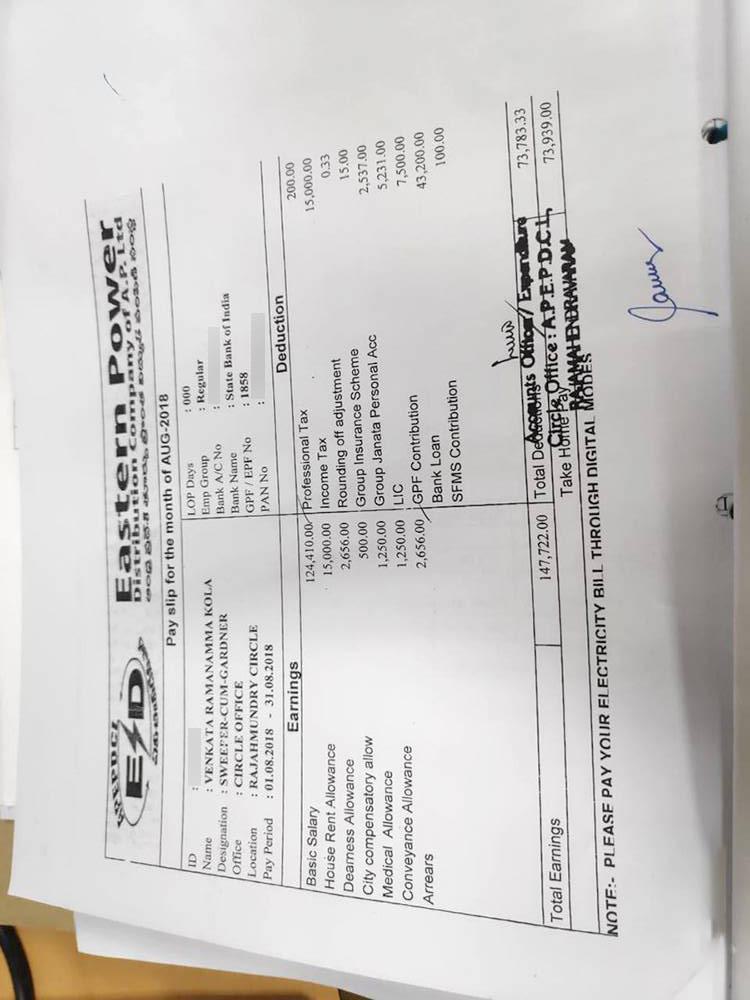 APEPDCL
Eastern Power
Distribution Company of A.P. Ltd
Pay slip for the month of AUG-2018
ID :
Name : VENKATA RAMANAMMA KOLA
Designation : SWEEPER-CUM-GARDNER
Office : CIRCLE OFFICE
Location : RAJAHMUNDRY CIRCLE
Pay Period : 01.08.2018 - 31.08.2018
LOP Days : 000
Emp Group : Regular
Bank A/C No :
Bank Name : State Bank of India
GPF / EPF No : 1858
PAN No :
Earnings Deduction
Basic Salary 124,410.00 Professional Tax 200.00
House Rent Allowance 15,000.00 Income Tax 15,000.00
Dearness Allowance 2,656.00 Rounding off adjustment 0.33
City compensatory allow 500.00 Group Insurance Scheme 15.00
Medical Allowance 1,250.00 Group Janata Personal Acc 2,537.00
Conveyance Allowance 1,250.00 LIC 5,231.00
Arrears 2,656.00 GPF Contribution 7,500.00
Bank Loan 43,200.00
SFMS Contribution 100.00
Accounts Officer/Expenditure
Circle Office : A.P.E.P.D.C.L,
RAJAMAHENDRAVARAM
Total Earnings 147,722.00 Total Deductions 73,783.33
Take Home Pay 73,939.00
NOTE:- PLEASE PAY YOUR ELECTRICITY BILL THROUGH DIGITAL MODES